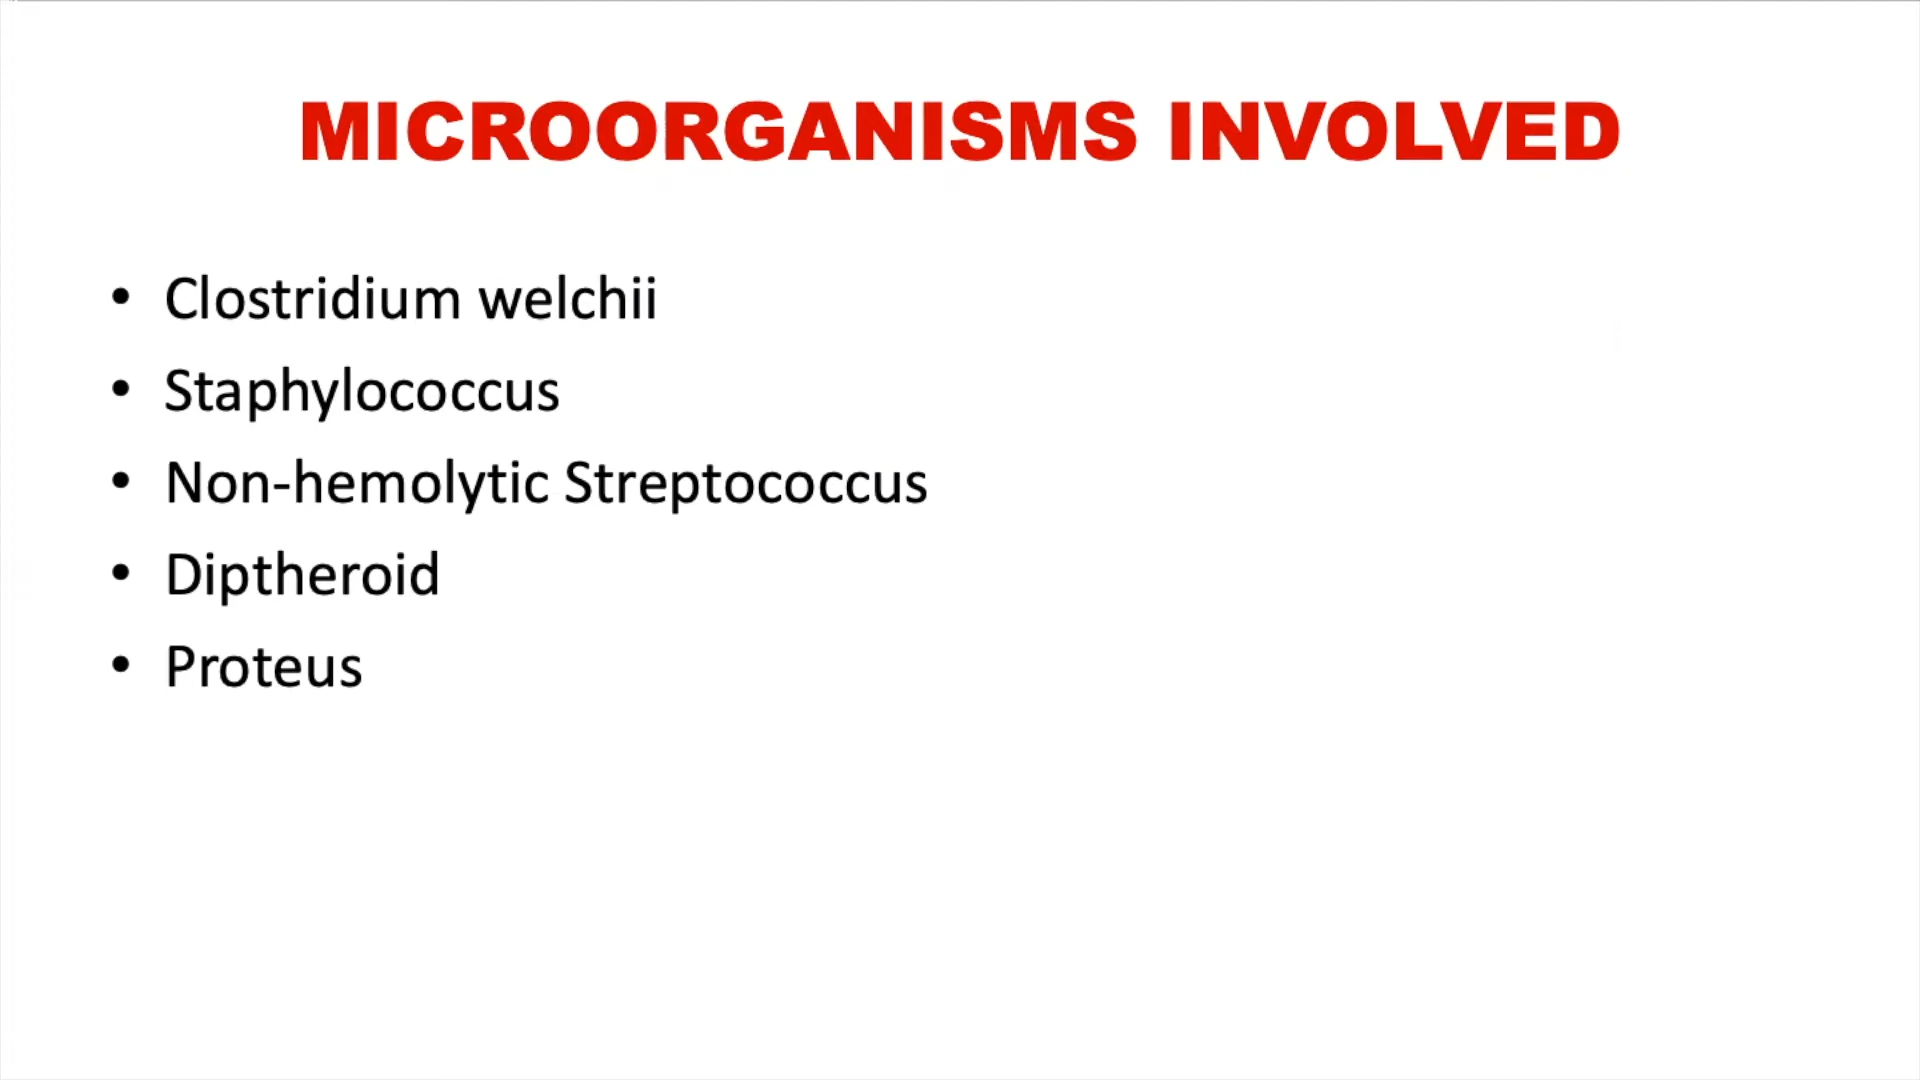 MICROORGANISMS INVOLVED
• Clostridium welchii
• Staphylococcus
• Non-hemolytic Streptococcus
• Diptheroid
• Proteus